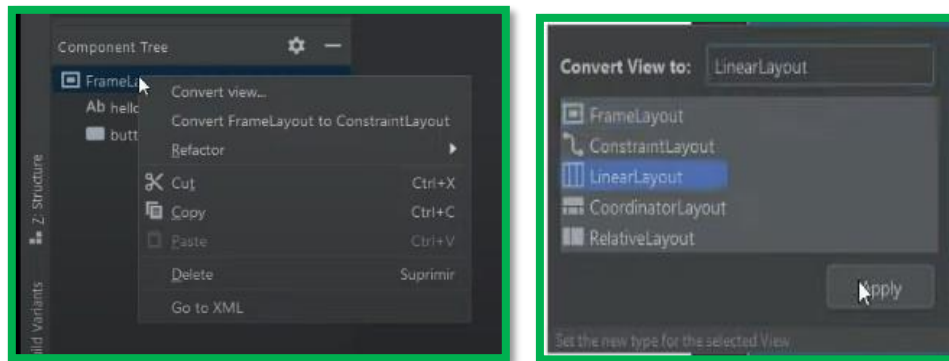 Component Tree
FrameLa
Convert view...
Ab hello
Convert FrameLayout to ConstraintLayout
butt
Refactor
Cut Ctrl+X
Copy Ctrl+C
Paste Ctrl+V
Delete Suprimir
Go to XML
Z: Structure
ild Variants
Convert View to: LinearLayout
FrameLayout
ConstraintLayout
LinearLayout
CoordinatorLayout
RelativeLayout
Apply
Set the new type for the selected View